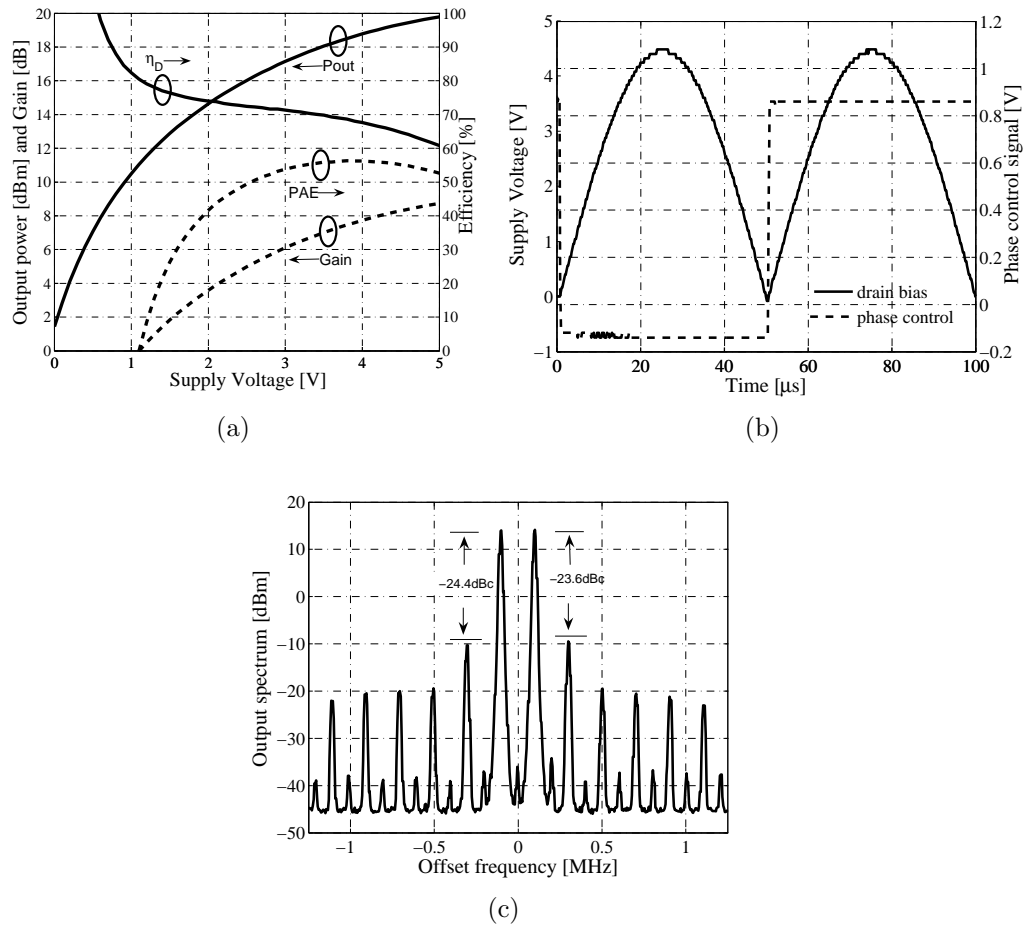 Output power [dBm] and Gain [dB]
20
18
16
14
12
10
8
6
4
2
0
100
90
80
70
60
50
40
30
20
10
0
Efficiency [%]
ηD
Pout
PAE
Gain
0 1 2 3 4 5
Supply Voltage [V]
(a)
Supply Voltage [V]
5
4
3
2
1
0
−1
1.2
1
0.8
0.6
0.4
0.2
0
−0.2
Phase control signal [V]
drain bias
phase control
0 20 40 60 80 100
Time [μs]
(b)
Output spectrum [dBm]
20
10
0
−10
−20
−30
−40
−50
−24.4dBc
−23.6dBc
−1 −0.5 0 0.5 1
Offset frequency [MHz]
(c)